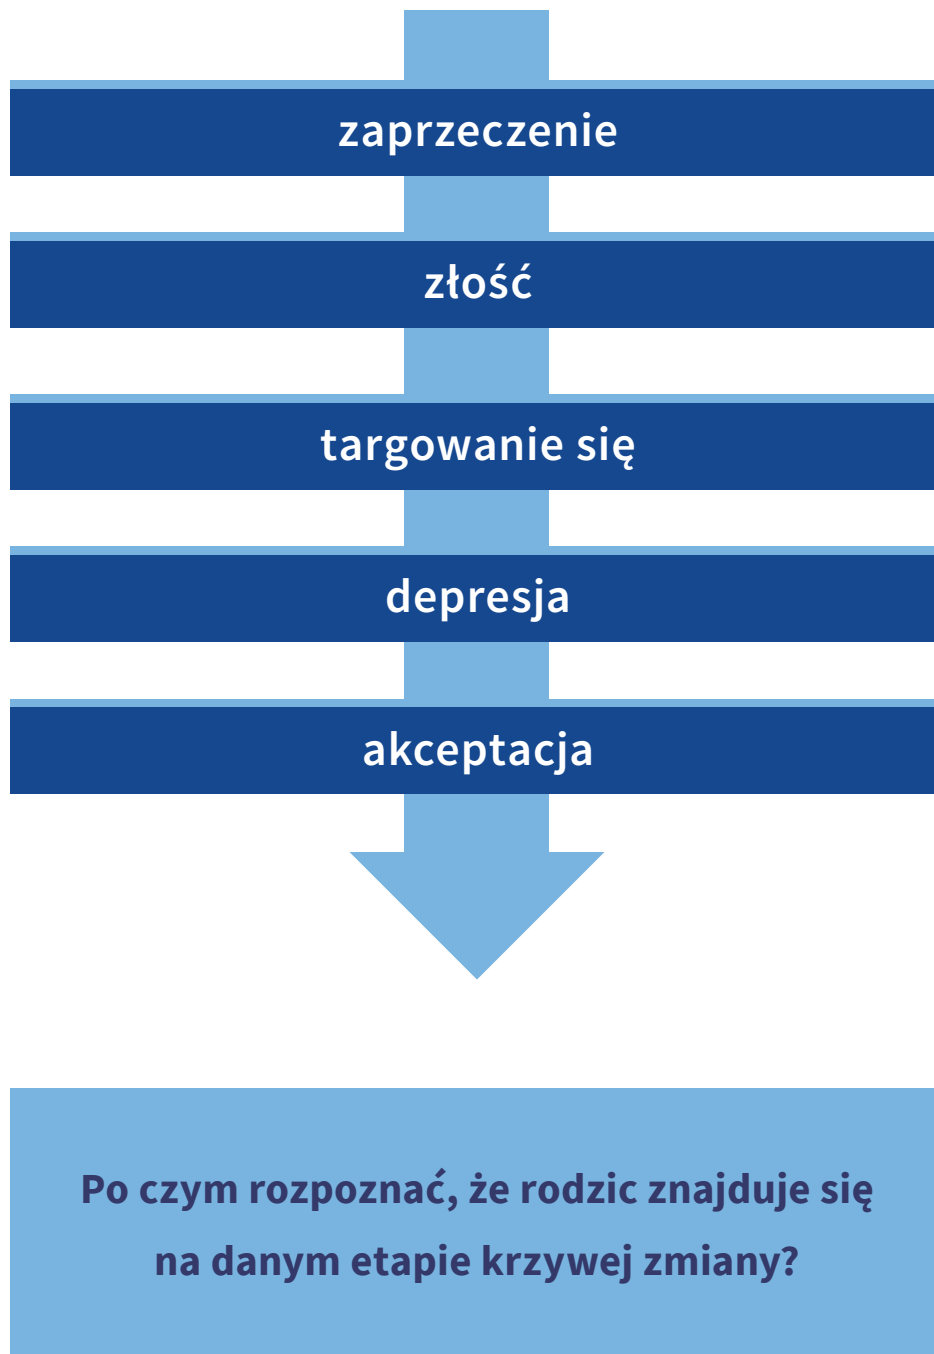 zaprzeczenie
złość
targowanie się
depresja
akceptacja
Po czym rozpoznać, że rodzic znajduje się
na danym etapie krzywej zmiany?